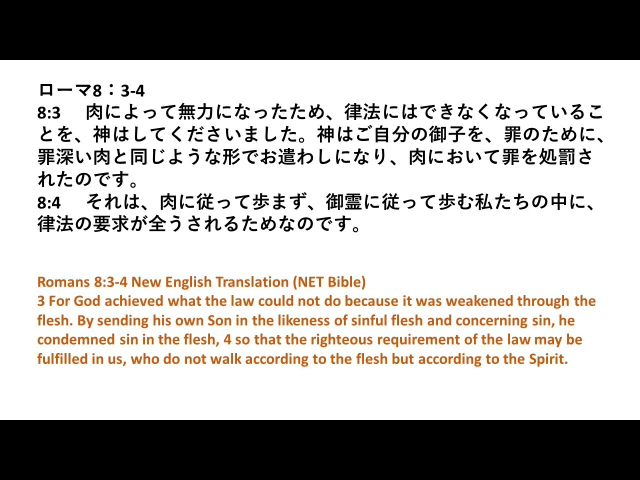 ローマ8：3-4
8:3　肉によって無力になったため、律法にはできなくなっているこ
とを、神はしてくださいました。神はご自分の御子を、罪のために、
罪深い肉と同じような形でお遣わしになり、肉において罪を処罰さ
れたのです。
8:4　それは、肉に従って歩まず、御霊に従って歩む私たちの中に、
律法の要求が全うされるためなのです。
Romans 8:3-4 New English Translation (NET Bible)
3 For God achieved what the law could not do because it was weakened through the
flesh. By sending his own Son in the likeness of sinful flesh and concerning sin, he
condemned sin in the flesh, 4 so that the righteous requirement of the law may be
fulfilled in us, who do not walk according to the flesh but according to the Spirit.